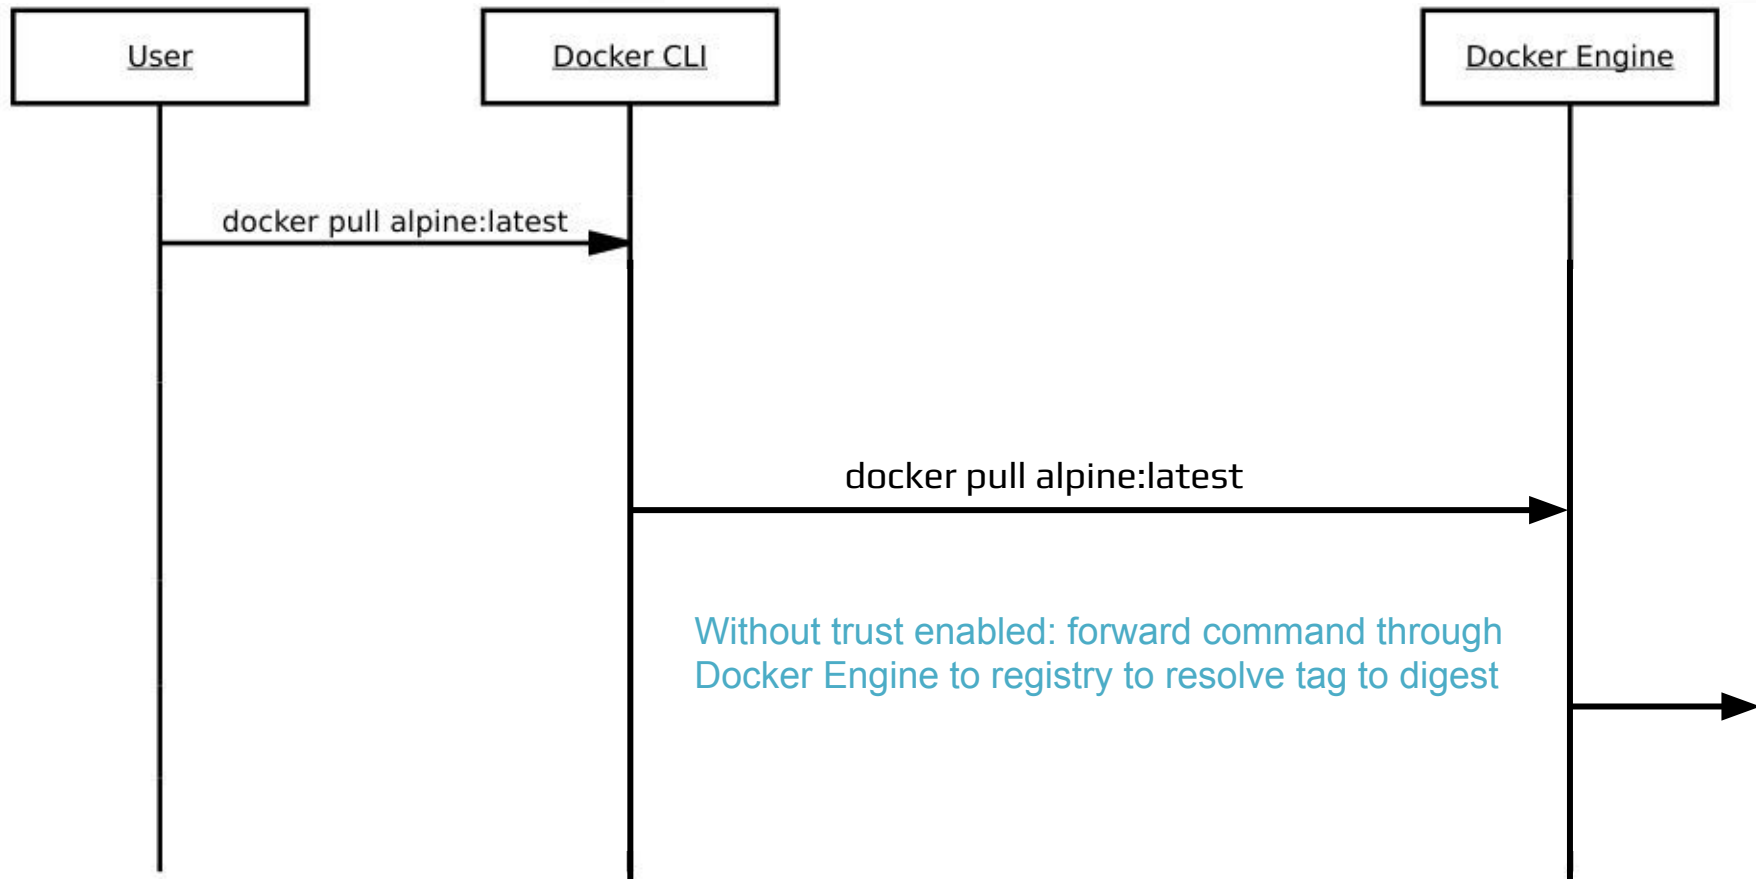 User
Docker CLI
Docker Engine
docker pull alpine:latest
docker pull alpine:latest
Without trust enabled: forward command through
Docker Engine to registry to resolve tag to digest